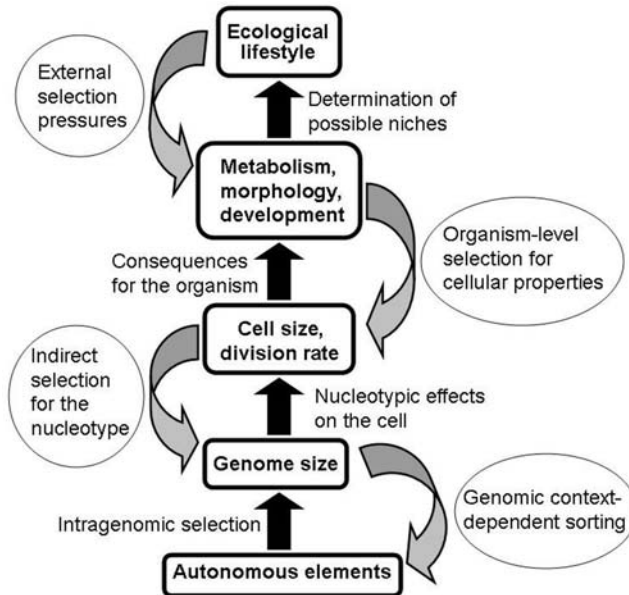 Ecological
lifestyle
External
selection
pressures
Determination of
possible niches
Metabolism,
morphology,
development
Organism-level
selection for
cellular properties
Consequences
for the organism
Cell size,
division rate
Indirect
selection
for the
nucleotype
Nucleotypic effects
on the cell
Genome size
Genomic context-
dependent sorting
Intragenomic selection
Autonomous elements